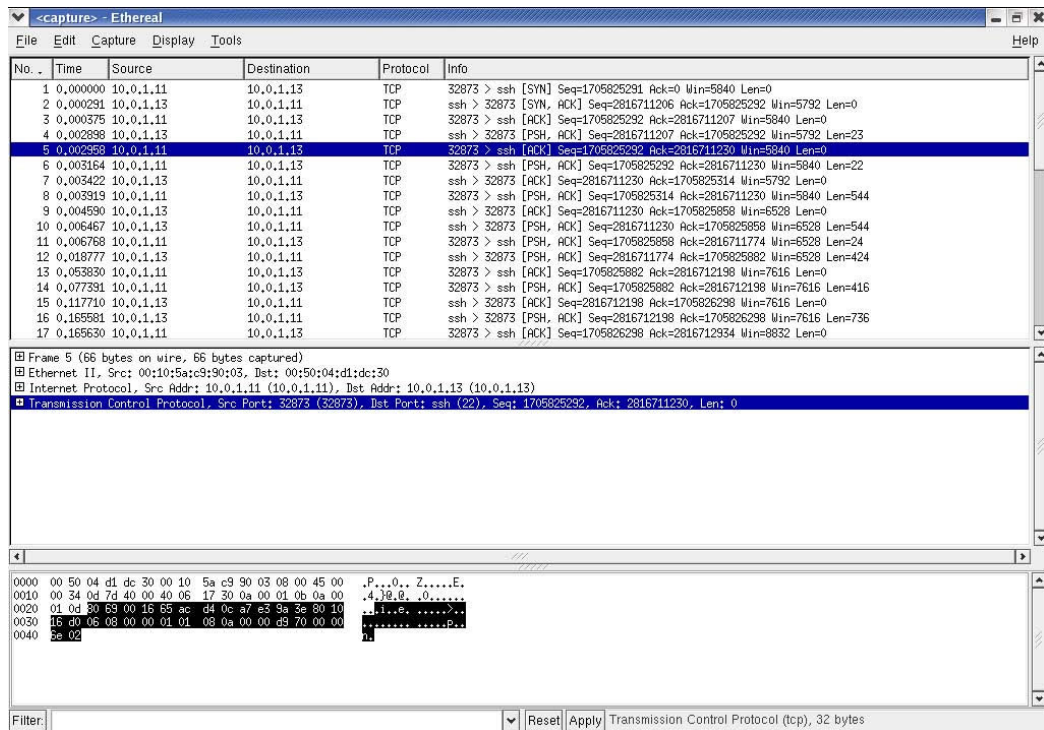 <capture> - Ethereal
File Edit Capture Display Tools Help
No. . Time Source Destination Protocol Info
1 0.000000 10.0.1.11 10.0.1.13 TCP 32873 > ssh [SYN] Seq=1705825291 Ack=0 Win=5840 Len=0
2 0.000291 10.0.1.13 10.0.1.11 TCP ssh > 32873 [SYN, ACK] Seq=2816711206 Ack=1705825292 Win=5792 Len=0
3 0.000375 10.0.1.11 10.0.1.13 TCP 32873 > ssh [ACK] Seq=1705825292 Ack=2816711207 Win=5840 Len=0
4 0.002898 10.0.1.13 10.0.1.11 TCP ssh > 32873 [PSH, ACK] Seq=2816711207 Ack=1705825292 Win=5792 Len=23
5 0.002958 10.0.1.11 10.0.1.13 TCP 32873 > ssh [ACK] Seq=1705825292 Ack=2816711230 Win=5840 Len=0
6 0.003164 10.0.1.11 10.0.1.13 TCP 32873 > ssh [PSH, ACK] Seq=1705825292 Ack=2816711230 Win=5840 Len=22
7 0.003422 10.0.1.13 10.0.1.11 TCP ssh > 32873 [ACK] Seq=2816711230 Ack=1705825314 Win=5792 Len=0
8 0.003919 10.0.1.11 10.0.1.13 TCP 32873 > ssh [PSH, ACK] Seq=1705825314 Ack=2816711230 Win=5840 Len=544
9 0.004590 10.0.1.13 10.0.1.11 TCP ssh > 32873 [ACK] Seq=2816711230 Ack=1705825858 Win=6528 Len=0
10 0.006467 10.0.1.13 10.0.1.11 TCP ssh > 32873 [PSH, ACK] Seq=2816711230 Ack=1705825858 Win=6528 Len=544
11 0.006768 10.0.1.11 10.0.1.13 TCP 32873 > ssh [PSH, ACK] Seq=1705825858 Ack=2816711774 Win=6528 Len=24
12 0.018777 10.0.1.13 10.0.1.11 TCP ssh > 32873 [PSH, ACK] Seq=2816711774 Ack=1705825882 Win=6528 Len=424
13 0.053830 10.0.1.11 10.0.1.13 TCP 32873 > ssh [ACK] Seq=1705825882 Ack=2816712198 Win=7616 Len=0
14 0.077391 10.0.1.11 10.0.1.13 TCP 32873 > ssh [PSH, ACK] Seq=1705825882 Ack=2816712198 Win=7616 Len=416
15 0.117710 10.0.1.13 10.0.1.11 TCP ssh > 32873 [ACK] Seq=2816712198 Ack=1705826298 Win=7616 Len=0
16 0.165581 10.0.1.13 10.0.1.11 TCP ssh > 32873 [PSH, ACK] Seq=2816712198 Ack=1705826298 Win=7616 Len=736
17 0.165630 10.0.1.11 10.0.1.13 TCP 32873 > ssh [ACK] Seq=1705826298 Ack=2816712934 Win=8832 Len=0
Frame 5 (66 bytes on wire, 66 bytes captured)
Ethernet II, Src: 00:10:5a:c9:90:03, Dst: 00:50:04:d1:dc:30
Internet Protocol, Src Addr: 10.0.1.11 (10.0.1.11), Dst Addr: 10.0.1.13 (10.0.1.13)
Transmission Control Protocol, Src Port: 32873 (32873), Dst Port: ssh (22), Seq: 1705825292, Ack: 2816711230, Len: 0
0000 00 50 04 d1 dc 30 00 10 5a c9 90 03 08 00 45 00 .P...0.. Z.....E.
0010 00 34 0d 7d 40 00 40 06 17 30 0a 00 01 0b 0a 00 .4.}@.@. .0......
0020 01 0d 80 69 00 16 65 ac d4 0c a7 e3 9a 3e 80 10 ...i..e. .....>..
0030 16 d0 06 08 00 00 01 01 08 0a 00 00 d9 70 00 00 ........ .....p..
0040 6e 02 n.
Filter: Reset Apply Transmission Control Protocol (tcp), 32 bytes